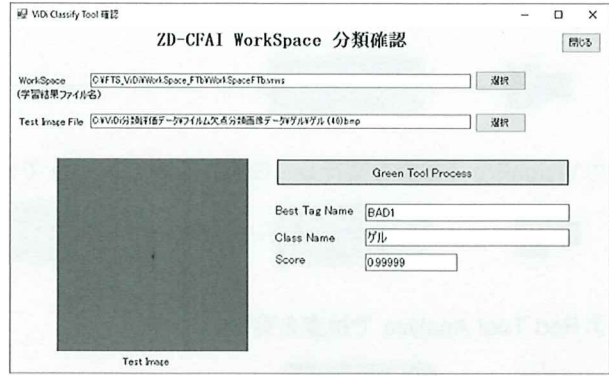 ViDi Classify Tool 確認
ZD-CFAI WorkSpace 分類確認
閉じる
WorkSpace C:¥FTS_ViDi¥WorkSpace_FTb¥WorkSpaceFTb.vrws 選択
(学習結果ファイル名)
Test Image File C:¥ViDi分類評価データ¥フイルム欠点分類画像データ¥ゲル¥ゲル (40).bmp 選択
Green Tool Process
Best Tag Name BAD1
Class Name ゲル
Score 0.99999
Test Image